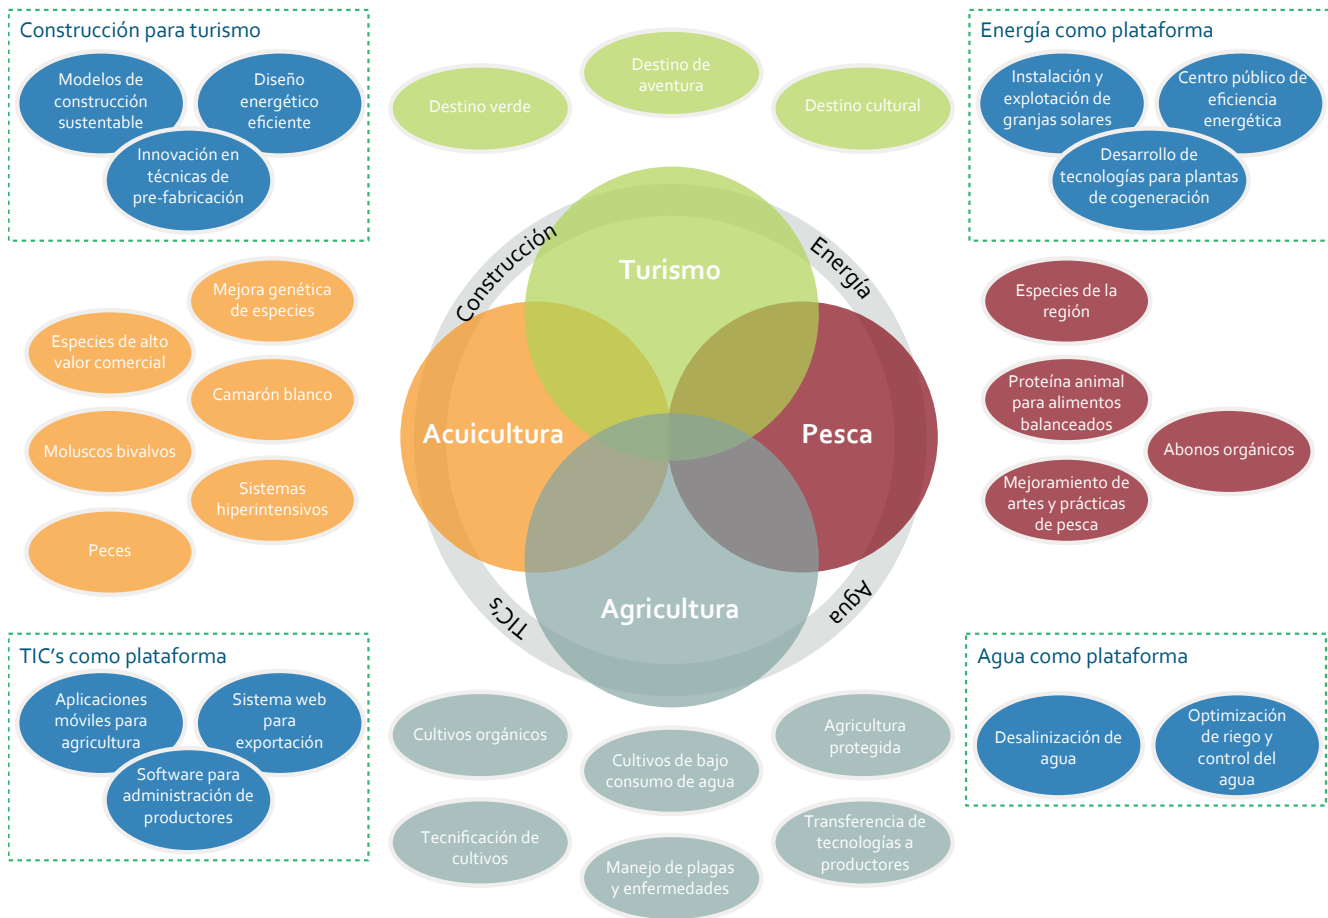 Construcción para turismo
Modelos de
construcción
sustentable
Diseño
energético
eficiente
Innovación en
técnicas de
pre-fabricación
Destino verde
Destino de
aventura
Destino cultural
Energía como plataforma
Instalación y
explotación de
granjas solares
Centro público de
eficiencia
energética
Desarrollo de
tecnologías para plantas
de cogeneración
Construcción
Energía
Turismo
Acuicultura
Pesca
Agricultura
TIC's
Agua
Mejora genética
de especies
Especies de alto
valor comercial
Camarón blanco
Moluscos bivalvos
Sistemas
hiperintensivos
Peces
Especies de la
región
Proteína animal
para alimentos
balanceados
Abonos orgánicos
Mejoramiento de
artes y prácticas
de pesca
TIC's como plataforma
Aplicaciones
móviles para
agricultura
Sistema web
para
exportación
Software para
administración de
productores
Cultivos orgánicos
Cultivos de bajo
consumo de agua
Agricultura
protegida
Tecnificación de
cultivos
Manejo de plagas
y enfermedades
Transferencia de
tecnologías a
productores
Agua como plataforma
Desalinización de
agua
Optimización
de riego y
control del
agua